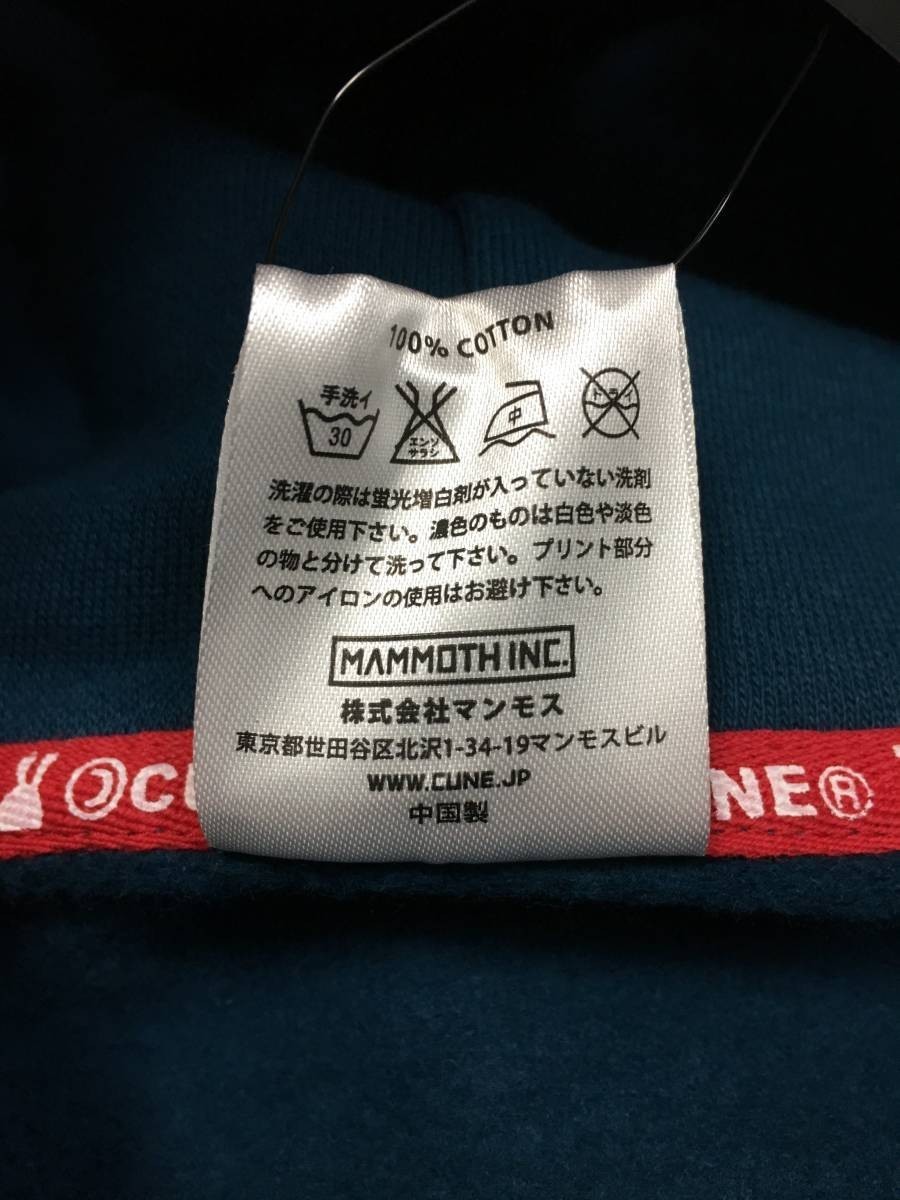 100% COTTON
手洗イ
30
エンソ
サラシ
中
ドライ
洗濯の際は蛍光増白剤が入っていない洗剤
をご使用下さい。濃色のものは白色や淡色
の物と分けて洗って下さい。プリント部分
へのアイロンの使用はお避け下さい。
MAMMOTH INC.
株式会社マンモス
東京都世田谷区北沢1-34-19マンモスビル
WWW.CUNE.JP
中国製
CU NE®